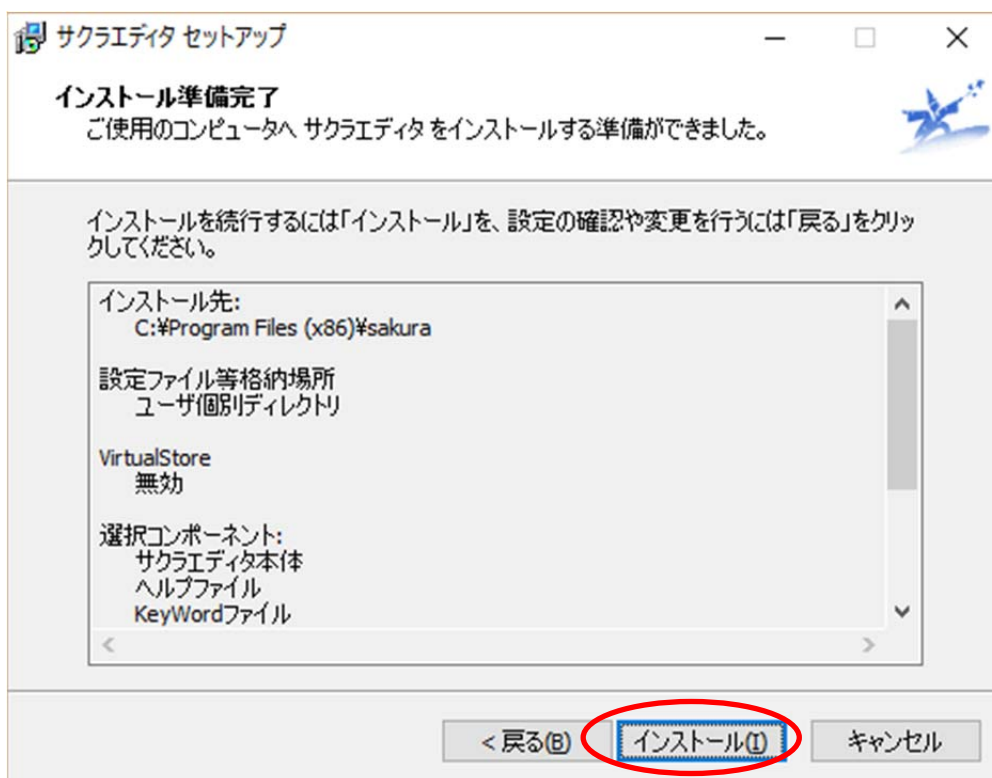 サクラエディタ セットアップ
インストール準備完了
ご使用のコンピュータへ サクラエディタ をインストールする準備ができました。
インストールを続行するには「インストール」を、設定の確認や変更を行うには「戻る」をクリッ
クしてください。
インストール先:
C:¥Program Files (x86)¥sakura
設定ファイル等格納場所
ユーザ個別ディレクトリ
VirtualStore
無効
選択コンポーネント:
サクラエディタ本体
ヘルプファイル
KeyWordファイル
< 戻る(B) インストール(I) キャンセル